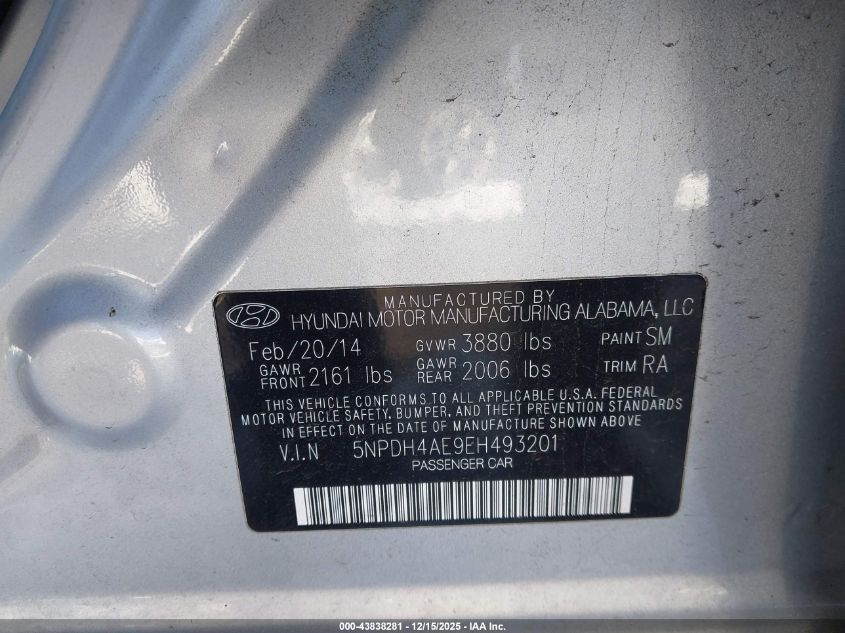 MANUFACTURED BY
HYUNDAI MOTOR MANUFACTURING ALABAMA, LLC
Feb/20/14 GVWR 3880 lbs PAINT SM
GAWR FRONT 2161 lbs GAWR REAR 2006 lbs TRIM RA
THIS VEHICLE CONFORMS TO ALL APPLICABLE U.S.A. FEDERAL
MOTOR VEHICLE SAFETY, BUMPER, AND THEFT PREVENTION STANDARDS
IN EFFECT ON THE DATE OF MANUFACTURE SHOWN ABOVE
V.I.N 5NPDH4AE9EH493201
PASSENGER CAR
000-43838281 - 12/15/2025 - IAA Inc.